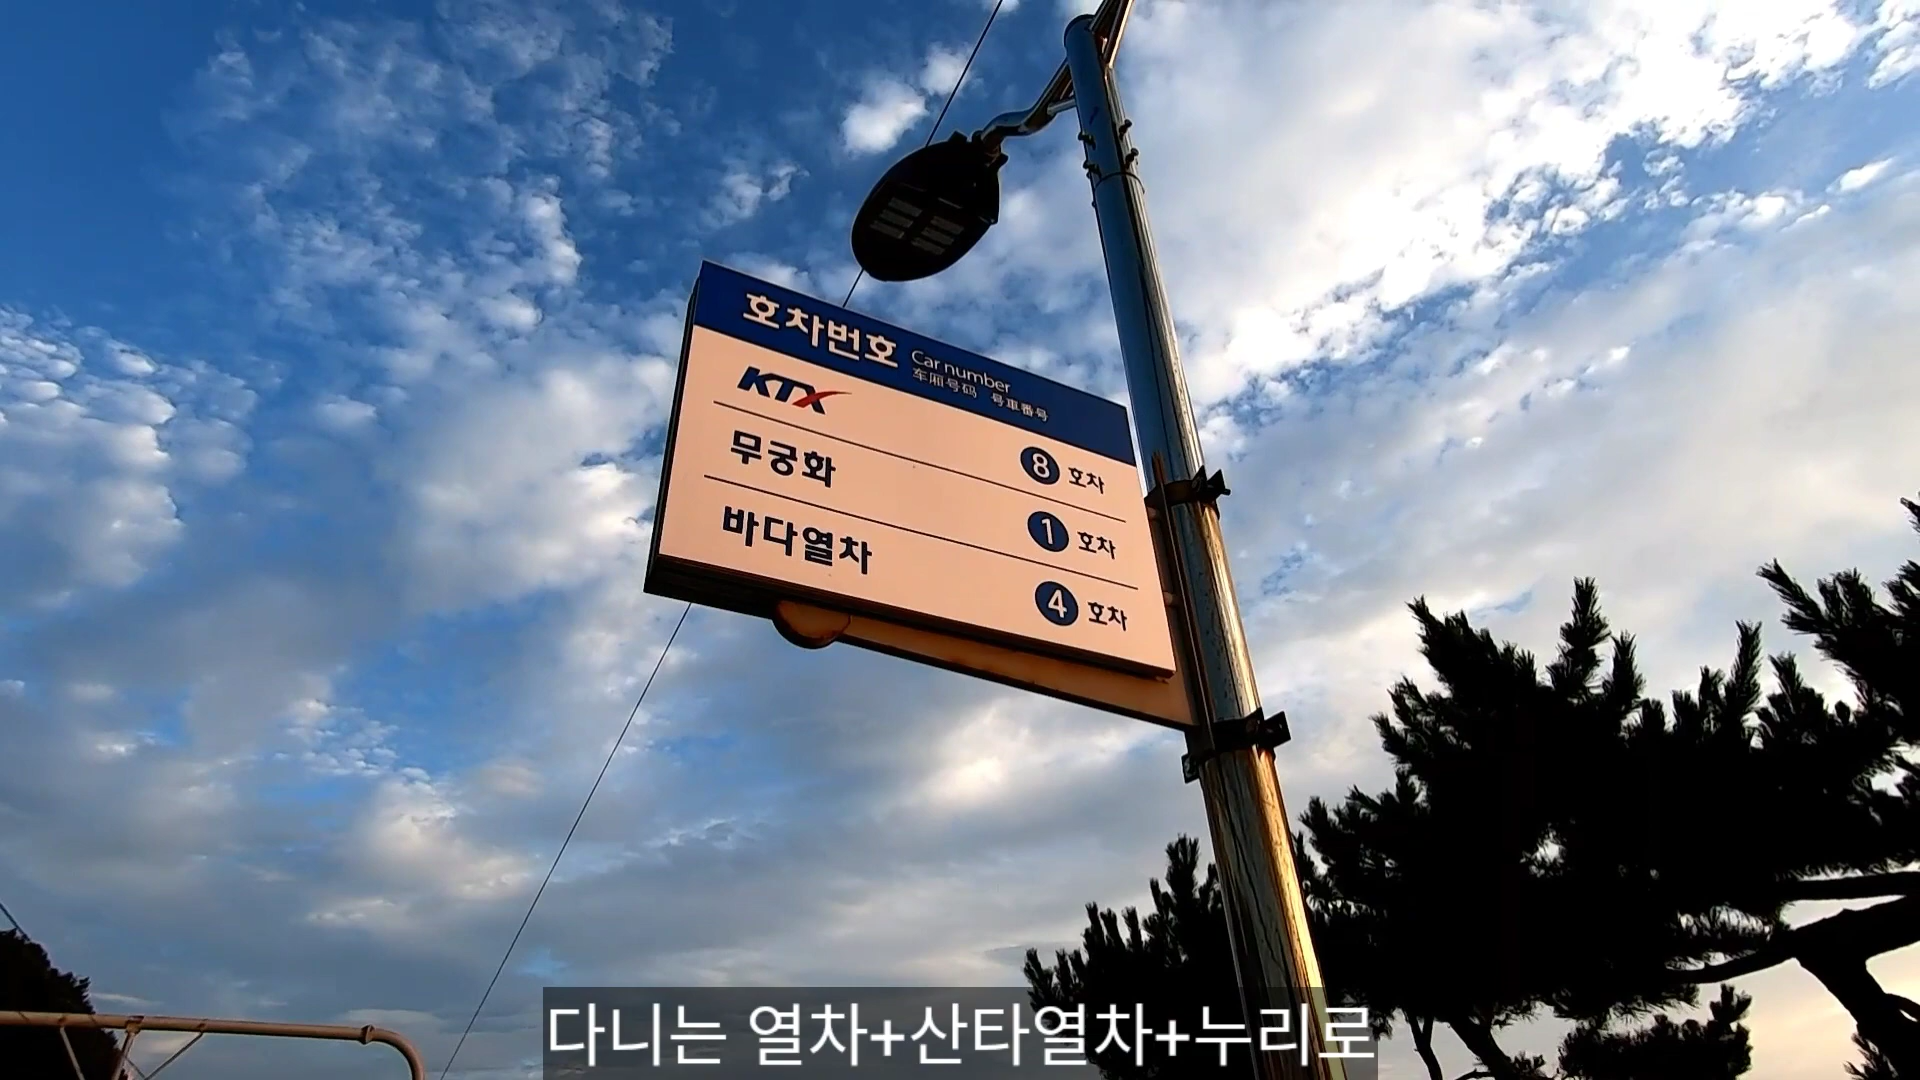 호차번호 Car number
车厢号码 号車番号
KTX 8 호차
무궁화 1 호차
바다열차 4 호차
다니는 열차+산타열차+누리로